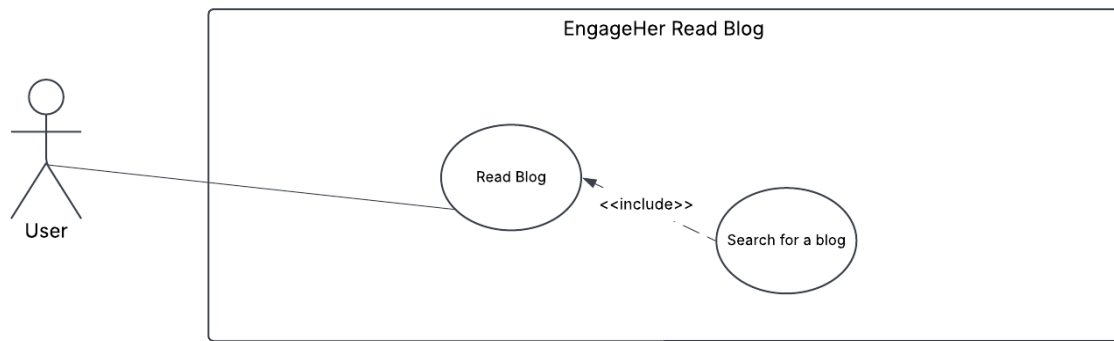 EngageHer Read Blog
Read Blog
<<include>>
User
Search for a blog